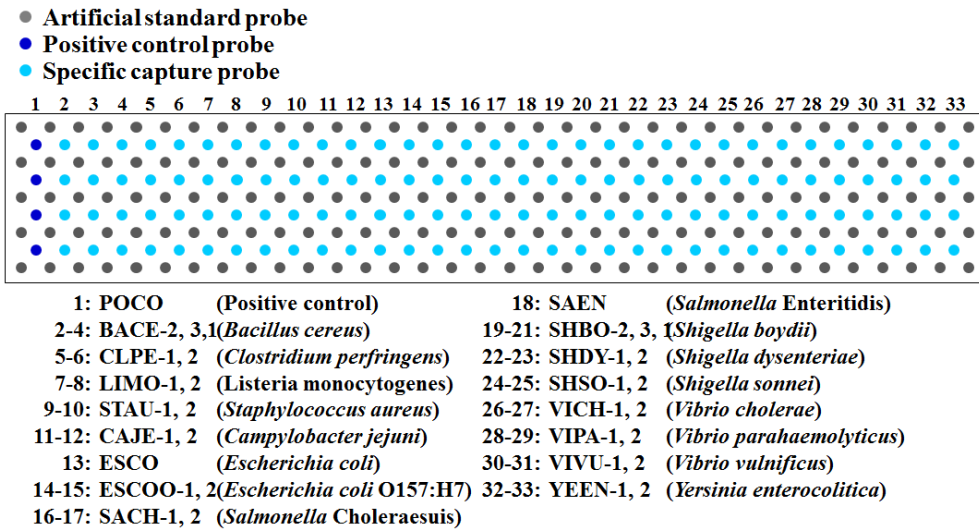 Artificial standard probe
Positive control probe
Specific capture probe
1 2 3 4 5 6 7 8 9 10 11 12 13 14 15 16 17 18 19 20 21 22 23 24 25 26 27 28 29 30 31 32 33
1: POCO (Positive control)
2-4: BACE-2, 3,1(Bacillus cereus)
5-6: CLPE-1, 2 (Clostridium perfringens)
7-8: LIMO-1, 2 (Listeria monocytogenes)
9-10: STAU-1, 2 (Staphylococcus aureus)
11-12: CAJE-1, 2 (Campylobacter jejuni)
13: ESCO (Escherichia coli)
14-15: ESCOO-1, 2(Escherichia coli O157:H7)
16-17: SACH-1, 2 (Salmonella Choleraesuis)
18: SAEN (Salmonella Enteritidis)
19-21: SHBO-2, 3, 1(Shigella boydii)
22-23: SHDY-1, 2 (Shigella dysenteriae)
24-25: SHSO-1, 2 (Shigella sonnei)
26-27: VICH-1, 2 (Vibrio cholerae)
28-29: VIPA-1, 2 (Vibrio parahaemolyticus)
30-31: VIVU-1, 2 (Vibrio vulnificus)
32-33: YEEN-1, 2 (Yersinia enterocolitica)